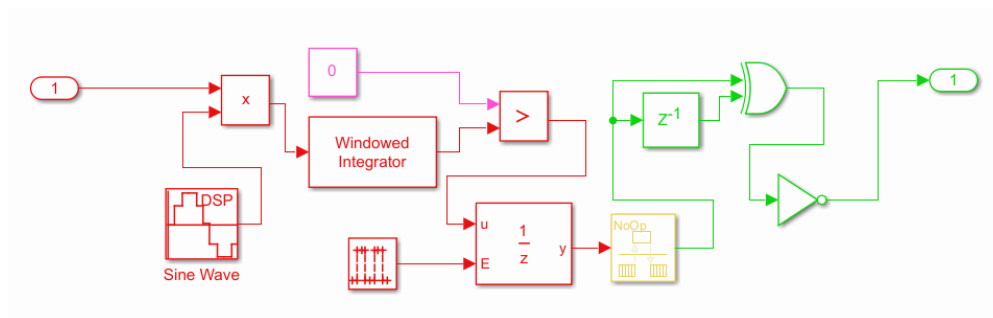 1
x
DSP
Sine Wave
0
Windowed
Integrator
>
u
E
1
z
y
NoOp
z-1
1